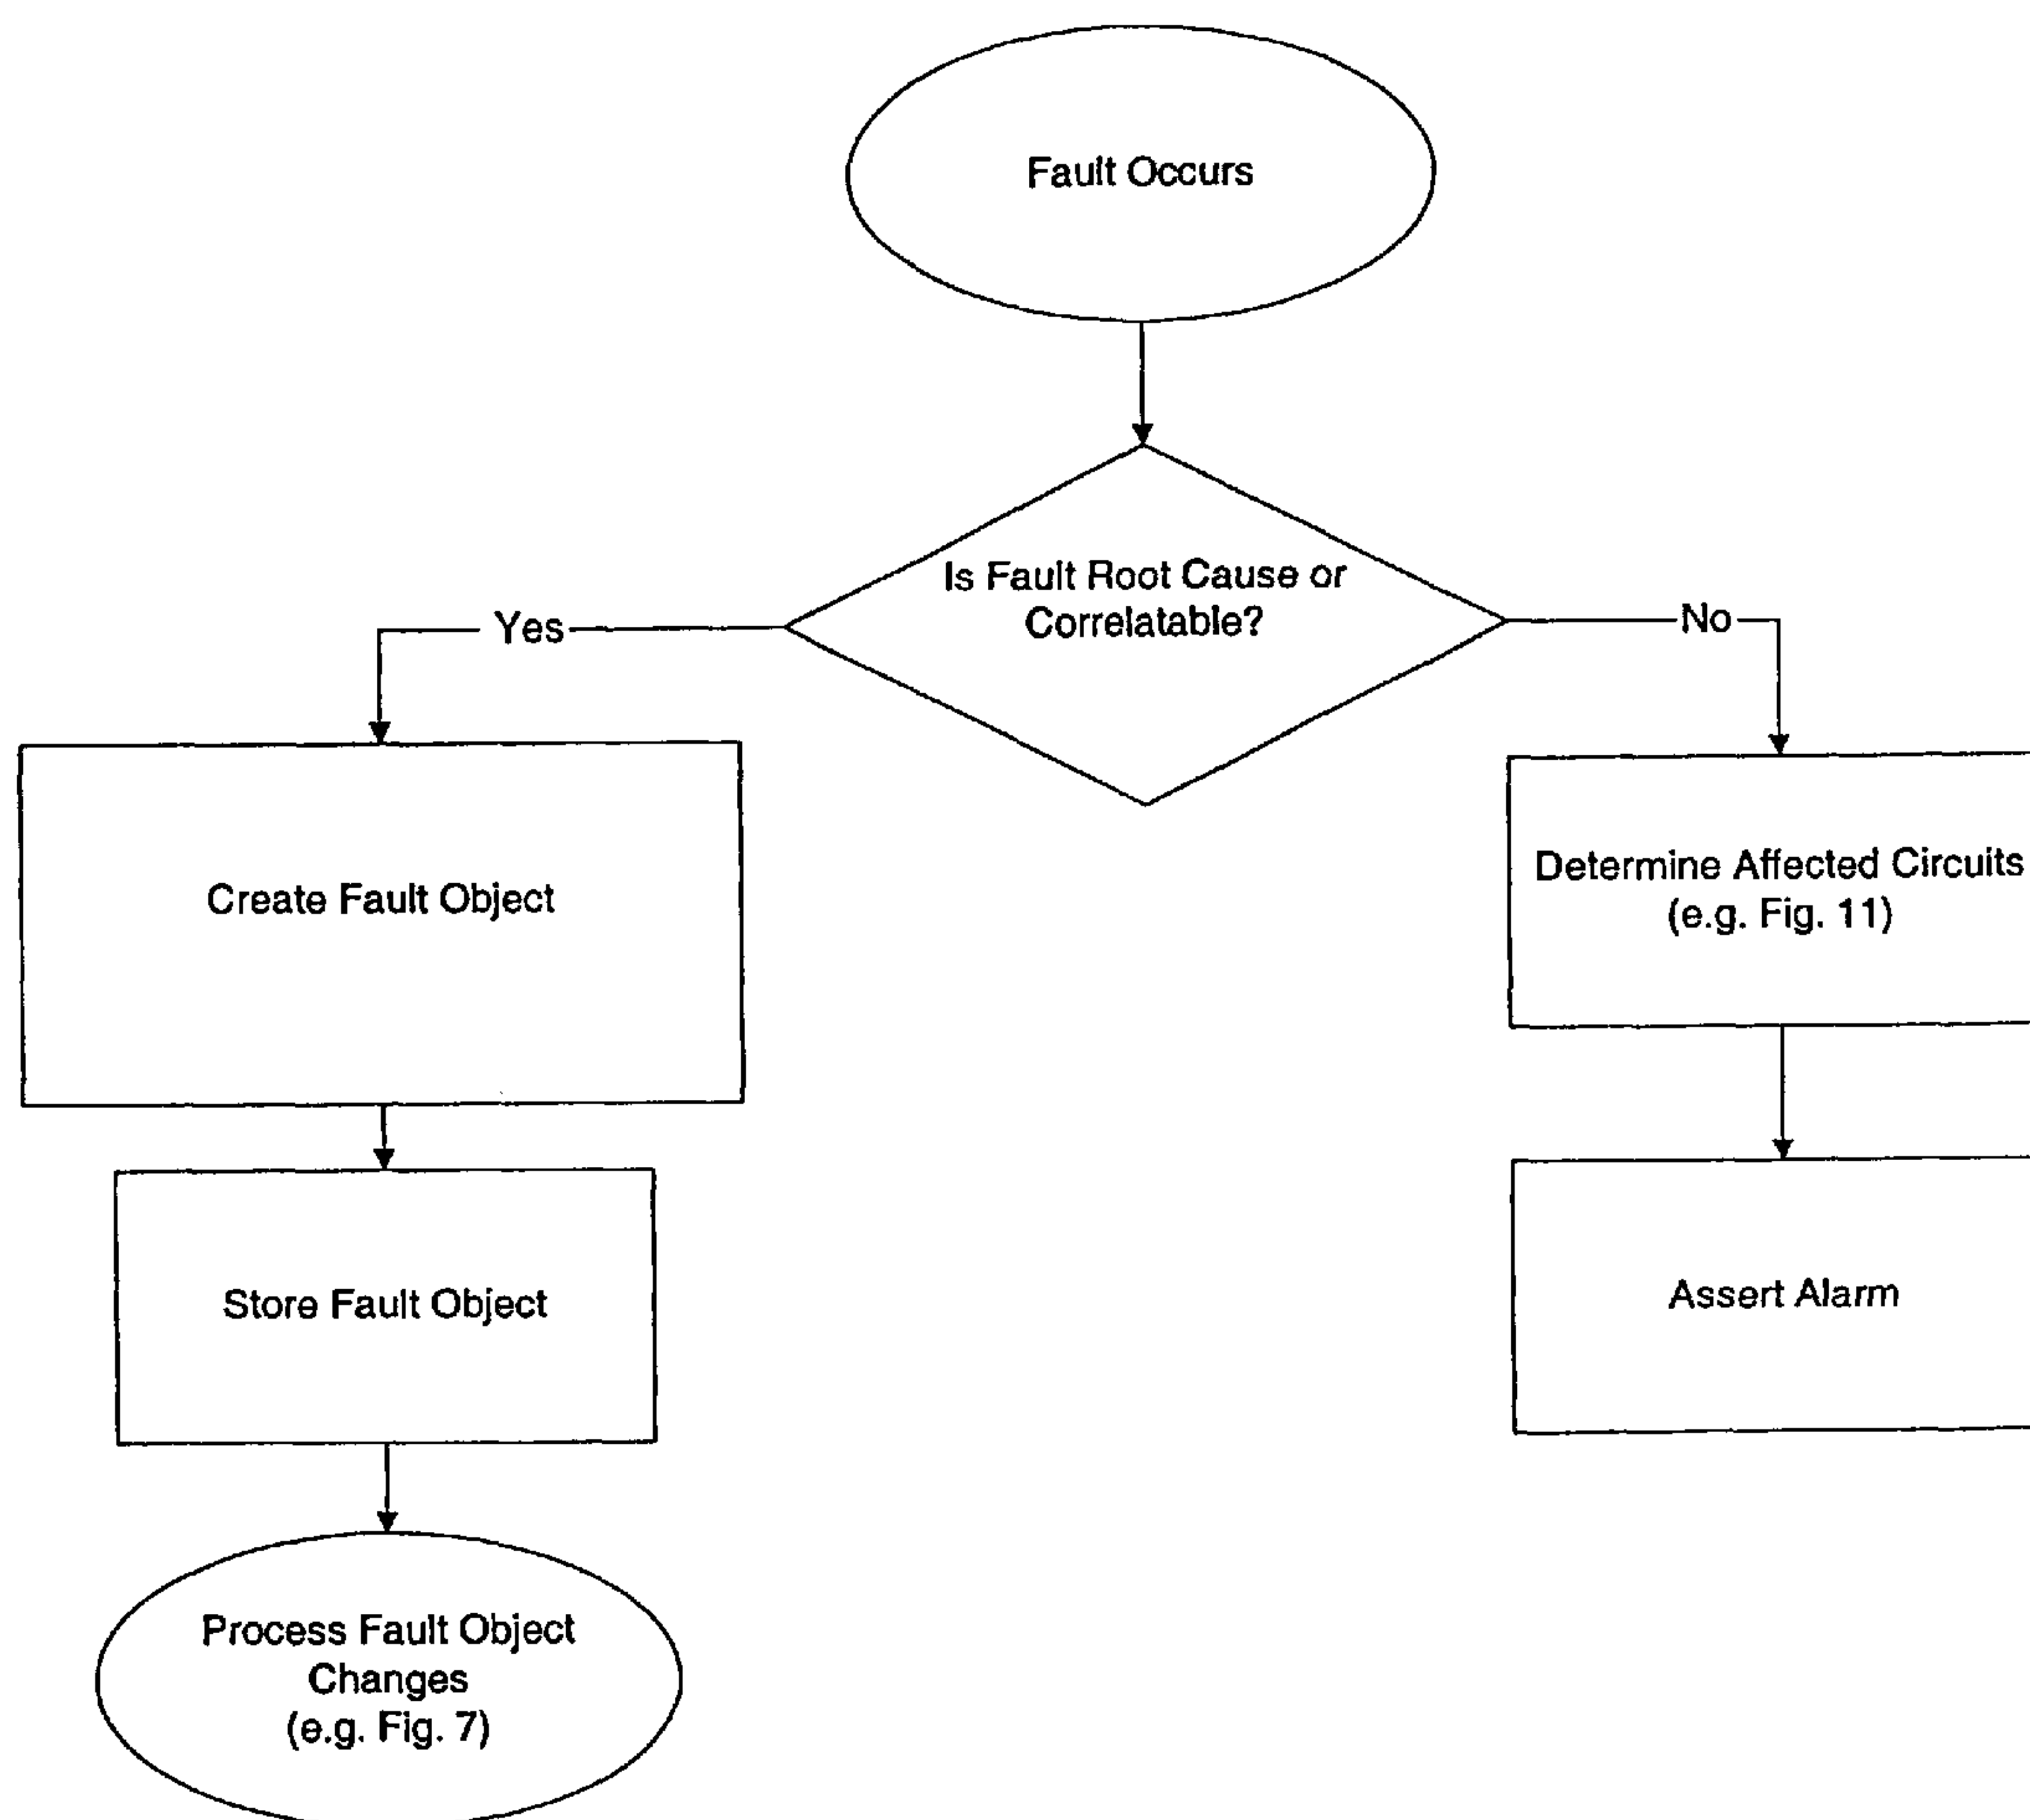 Fault Occurs
Is Fault Root Cause or
Correlatable?
Yes
No
Create Fault Object
Determine Affected Circuits
(e.g. Fig. 11)
Store Fault Object
Assert Alarm
Process Fault Object
Changes
(e.g. Fig. 7)